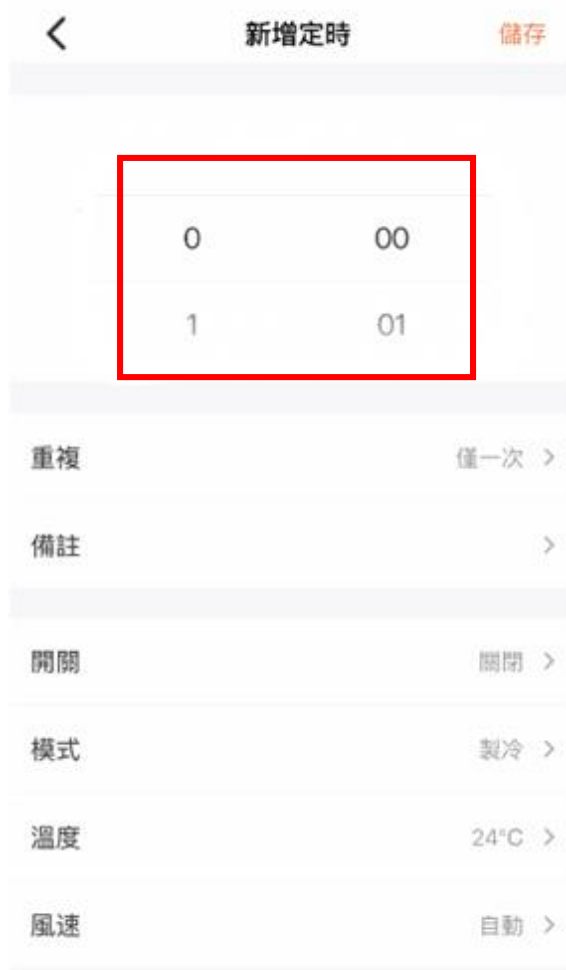 新增定時 儲存
0 00
1 01
重複 僅一次
備註
開關 關閉
模式 製冷
溫度 24°C
風速 自動